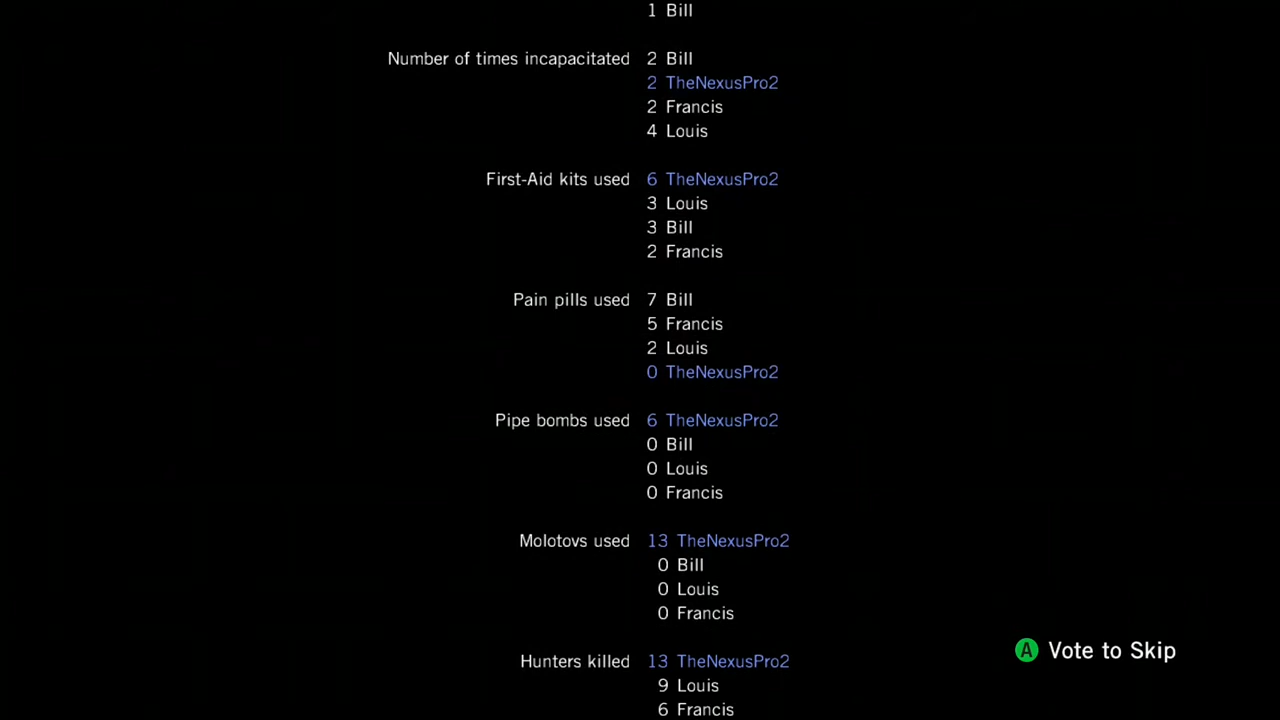 1 Bill
Number of times incapacitated 2 Bill
2 TheNexusPro2
2 Francis
4 Louis
First-Aid kits used 6 TheNexusPro2
3 Louis
3 Bill
2 Francis
Pain pills used 7 Bill
5 Francis
2 Louis
0 TheNexusPro2
Pipe bombs used 6 TheNexusPro2
0 Bill
0 Louis
0 Francis
Molotovs used 13 TheNexusPro2
0 Bill
0 Louis
0 Francis
A Vote to Skip
Hunters killed 13 TheNexusPro2
9 Louis
6 Francis